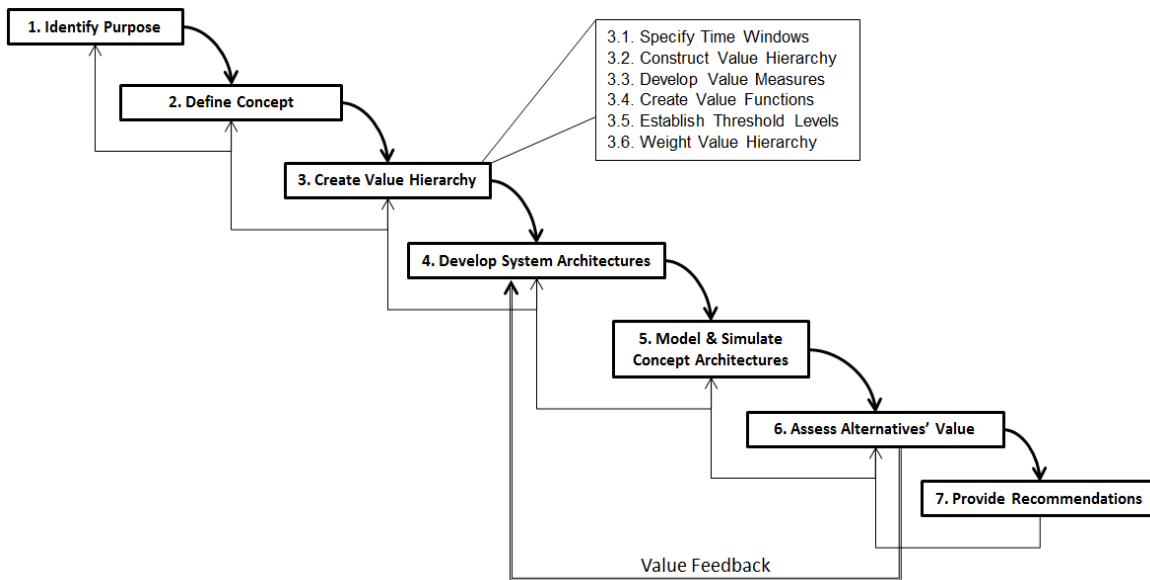 1. Identify Purpose
3.1. Specify Time Windows
3.2. Construct Value Hierarchy
3.3. Develop Value Measures
3.4. Create Value Functions
3.5. Establish Threshold Levels
3.6. Weight Value Hierarchy
2. Define Concept
3. Create Value Hierarchy
4. Develop System Architectures
5. Model & Simulate
Concept Architectures
6. Assess Alternatives’ Value
7. Provide Recommendations
Value Feedback